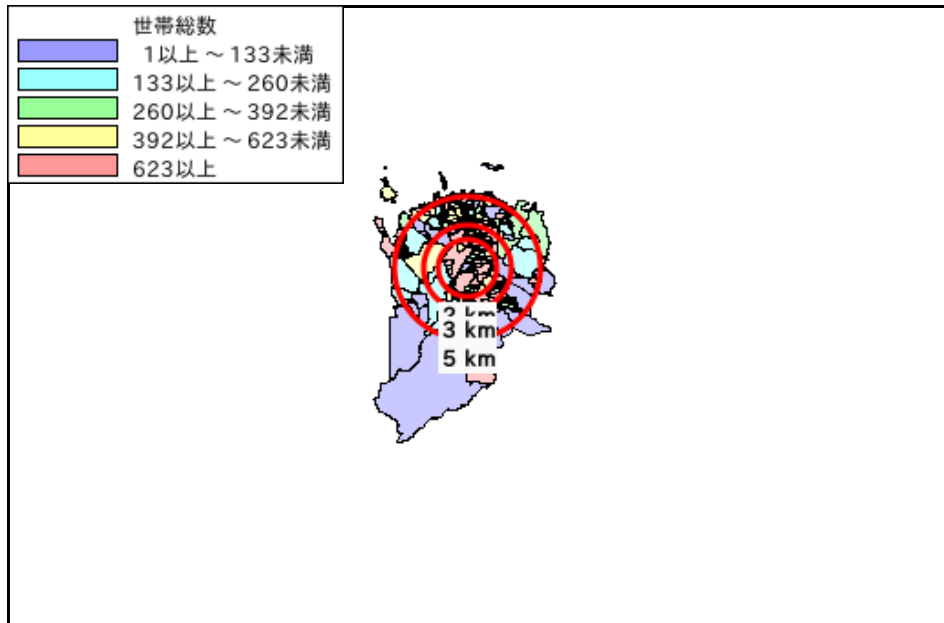 世帯総数
1以上 ～ 133未満
133以上 ～ 260未満
260以上 ～ 392未満
392以上 ～ 623未満
623以上
3 km
5 km